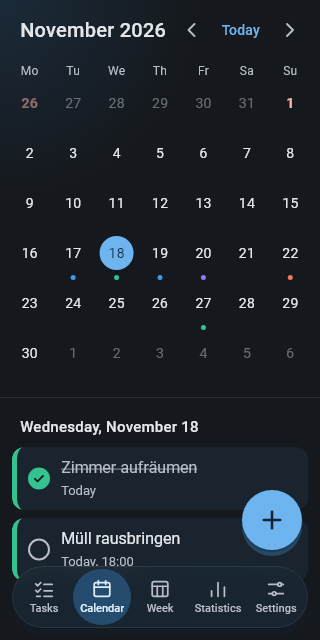 November 2026 Today
Mo Tu We Th Fr Sa Su
26 27 28 29 30 31 1
2 3 4 5 6 7 8
9 10 11 12 13 14 15
16 17 18 19 20 21 22
23 24 25 26 27 28 29
30 1 2 3 4 5 6
Wednesday, November 18
Zimmer aufräumen
Today
Müll rausbringen
Today, 18:00
Tasks Calendar Week Statistics Settings